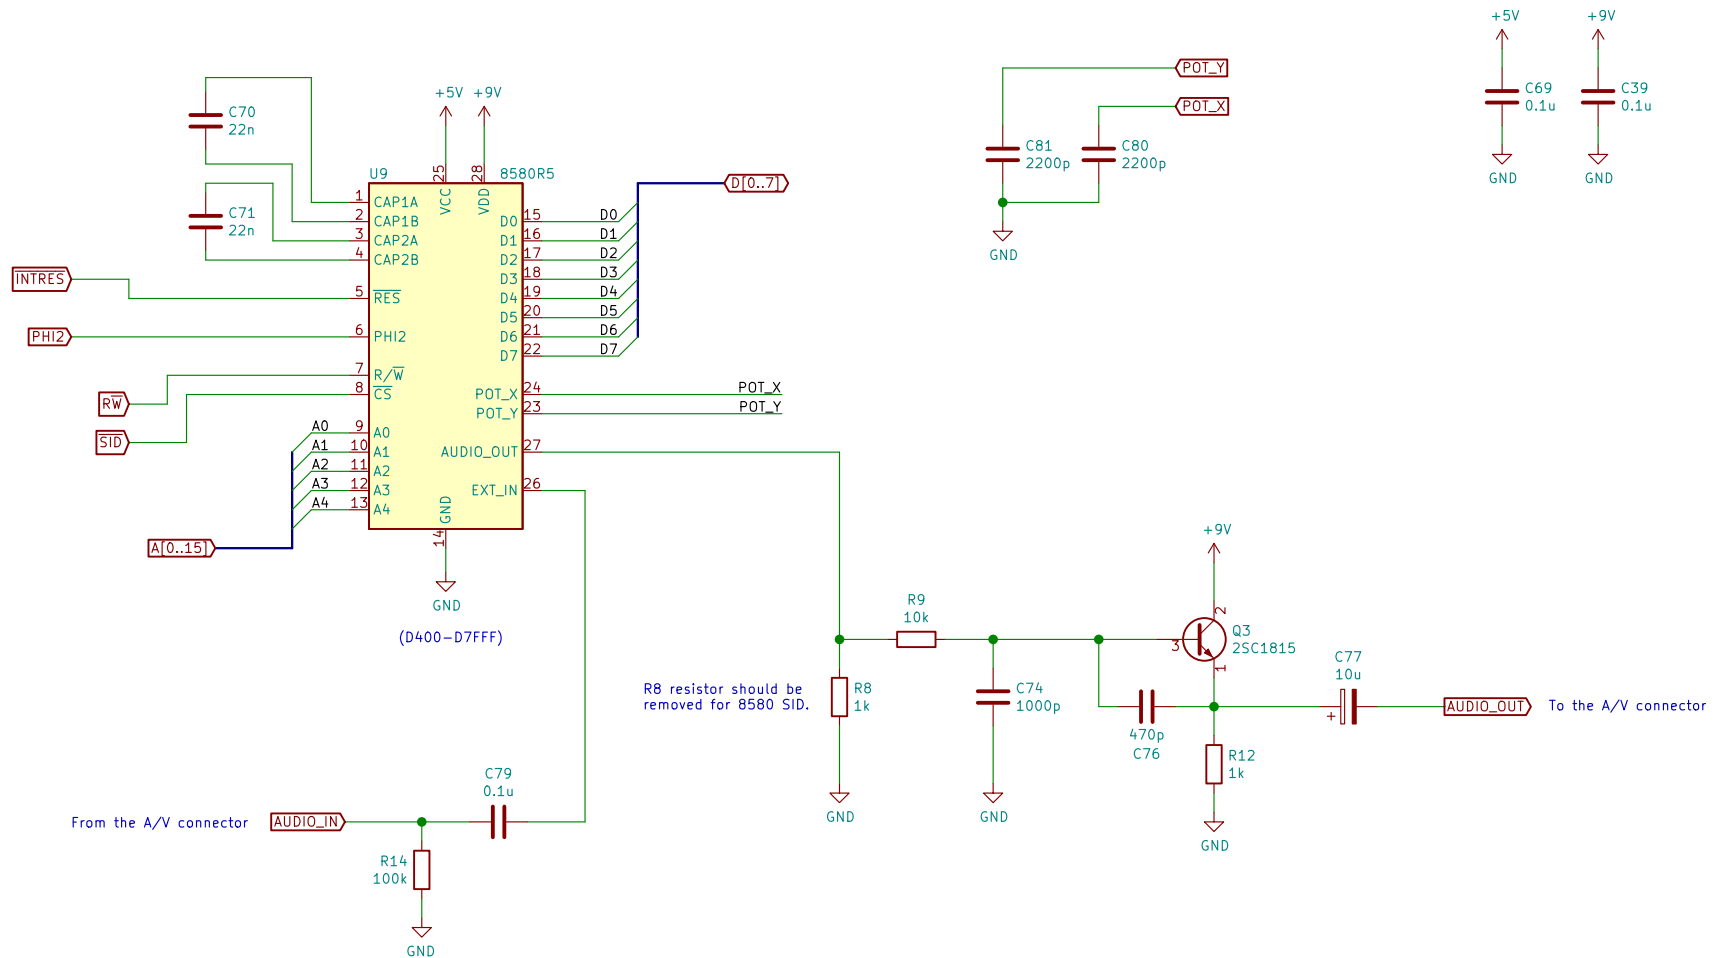 +5V
+9V
POT_Y
C69
0.1u
C39
0.1u
+5V
+9V
POT_X
C70
22n
C81
2200p
C80
2200p
GND
GND
U9
8580R5
25
VCC
28
VDD
D[0..7]
1
CAP1A
2
CAP1B
3
CAP2A
4
CAP2B
C71
22n
D0
15
D0
D1
16
D1
D2
17
D2
D3
18
D3
D4
19
D4
D5
20
D5
D6
21
D6
D7
22
D7
GND
INTRES
5
RES
PHI2
6
PHI2
7
R/W
8
CS
RW
SID
POT_X
24
POT_X
POT_Y
23
POT_Y
A0
9
A0
A1
10
A1
A2
11
A2
A3
12
A3
A4
13
A4
AUDIO_OUT
27
EXT_IN
26
GND
14
A[0..15]
GND
(D400-D7FFF)
+9V
R9
10k
2
3
1
Q3
2SC1815
R8 resistor should be
removed for 8580 SID.
R8
1k
C74
1000p
470p
C76
C77
10u
+
AUDIO_OUT
To the A/V connector
R12
1k
GND
GND
GND
C79
0.1u
From the A/V connector
AUDIO_IN
R14
100k
GND